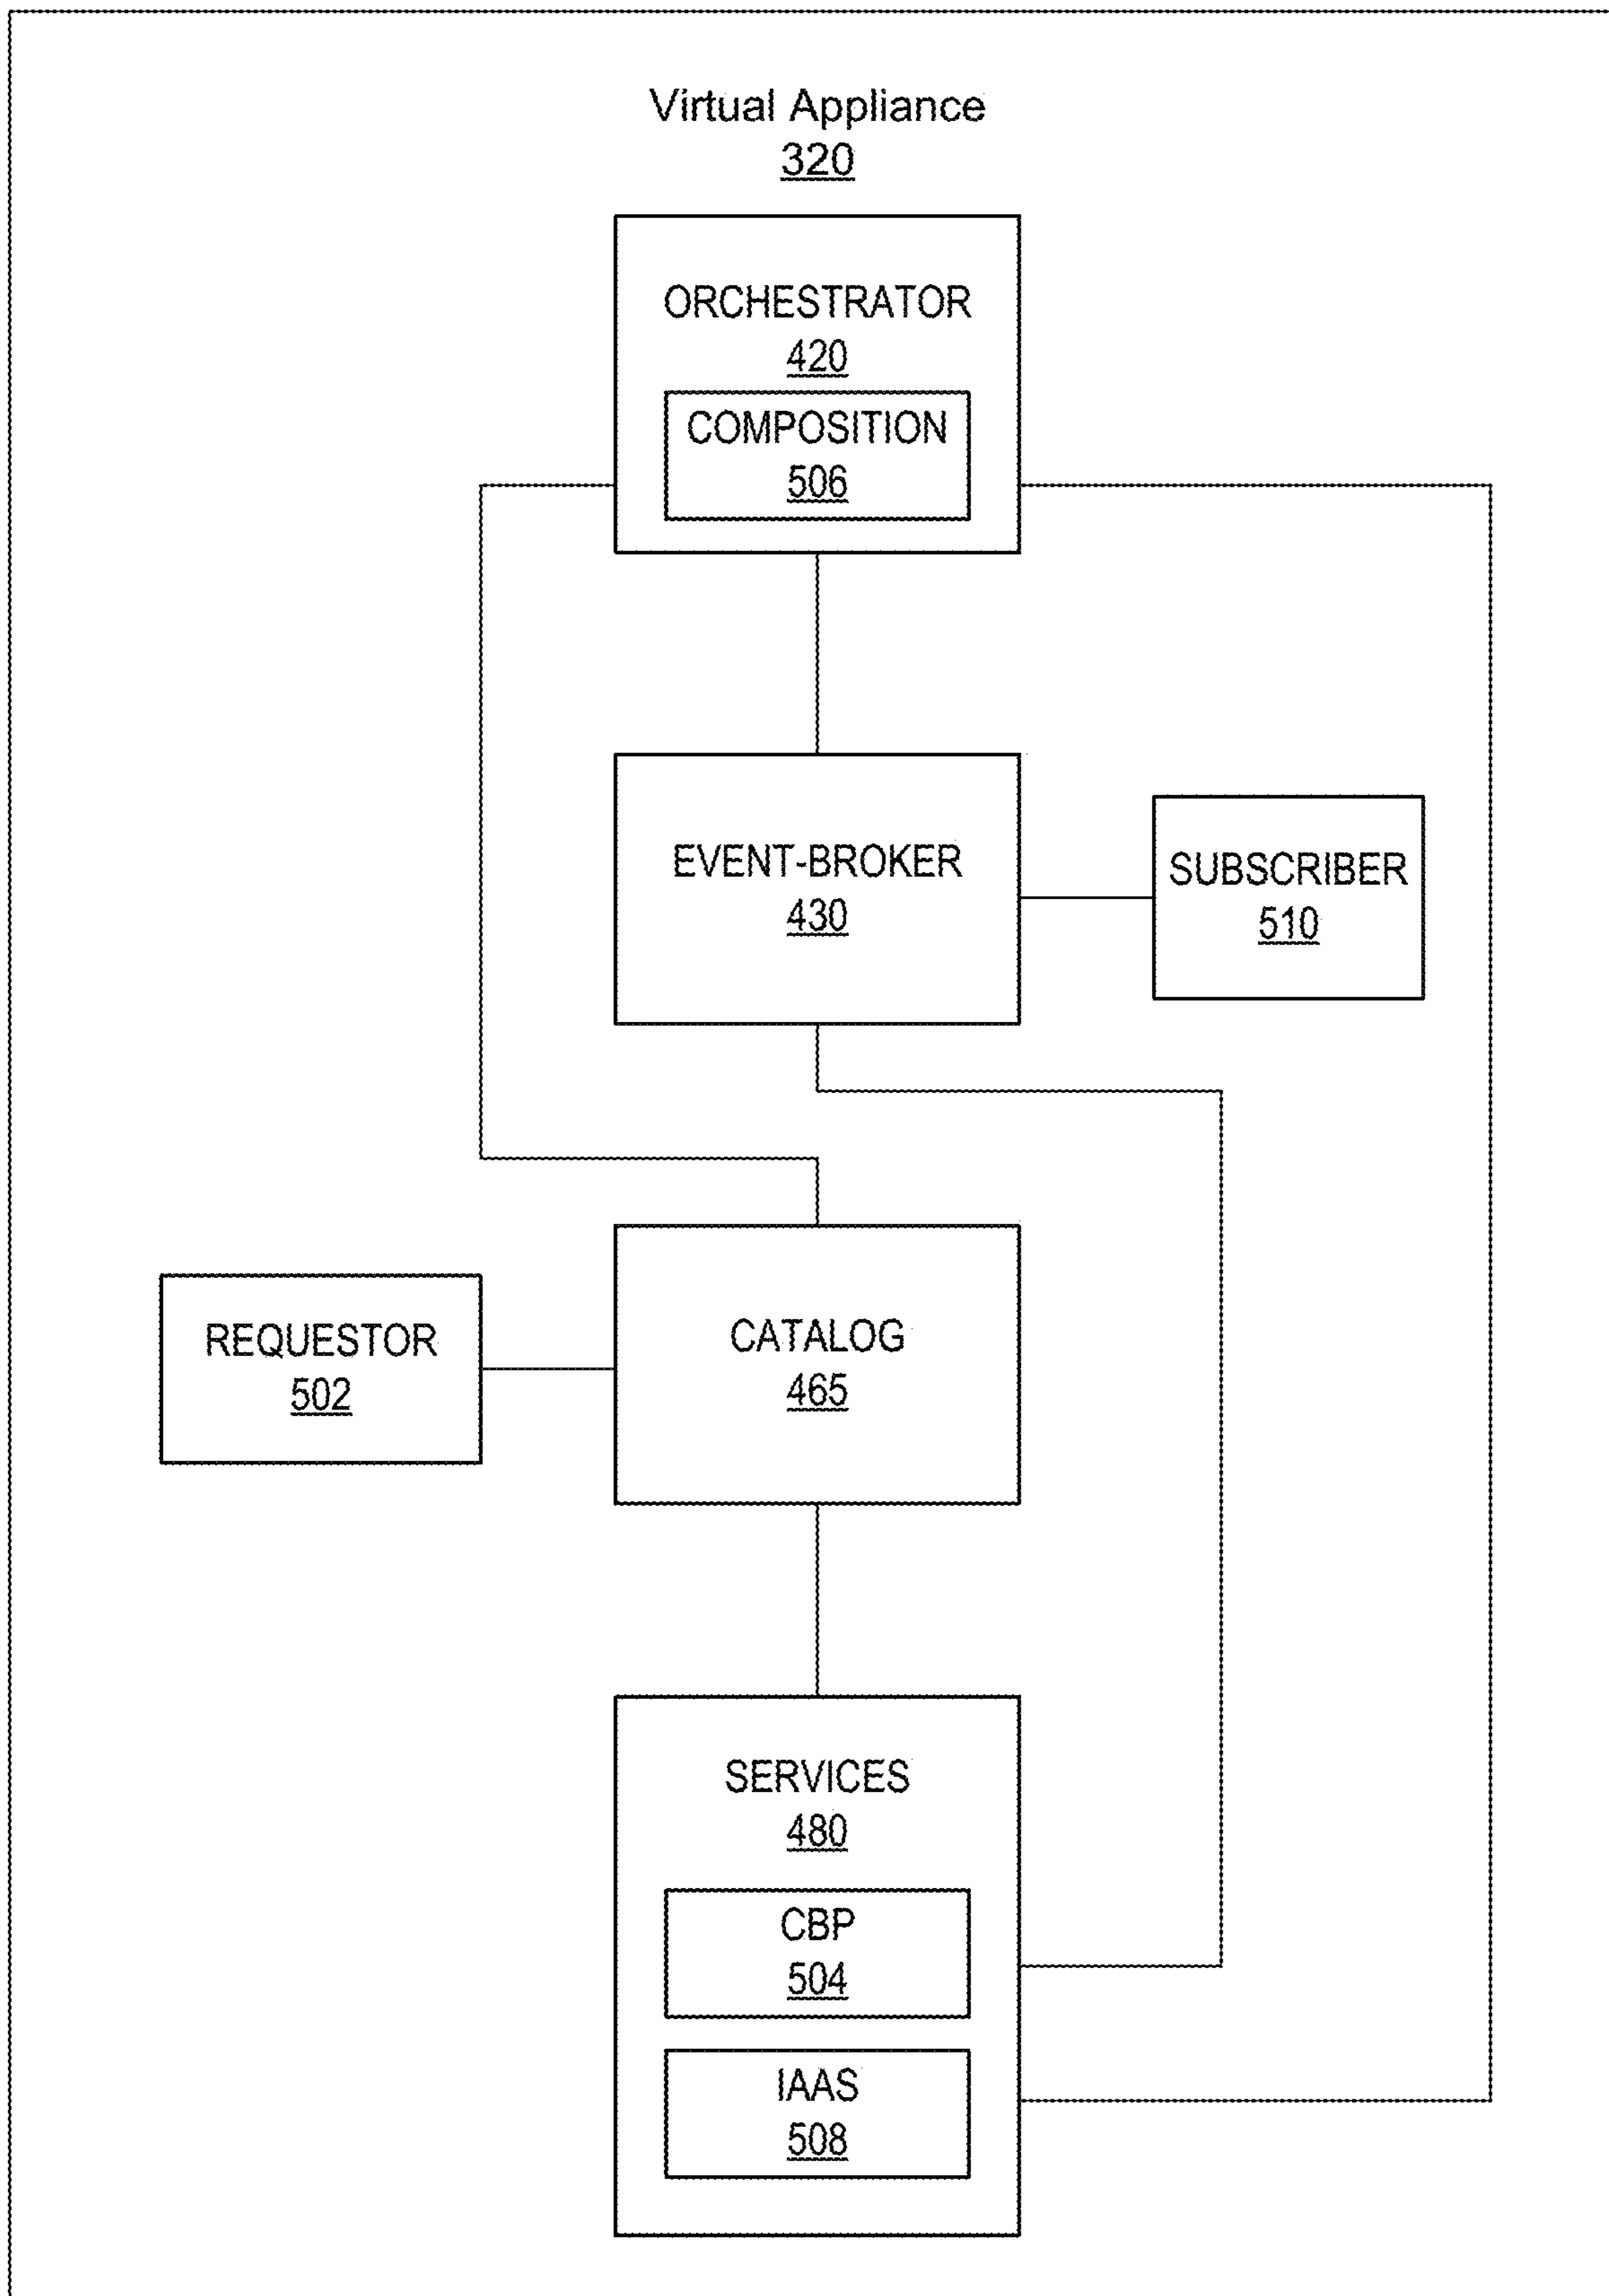 Virtual Appliance
320
ORCHESTRATOR
420
COMPOSITION
506
EVENT-BROKER
430
SUBSCRIBER
510
CATALOG
465
REQUESTOR
502
SERVICES
480
CBP
504
IAAS
508